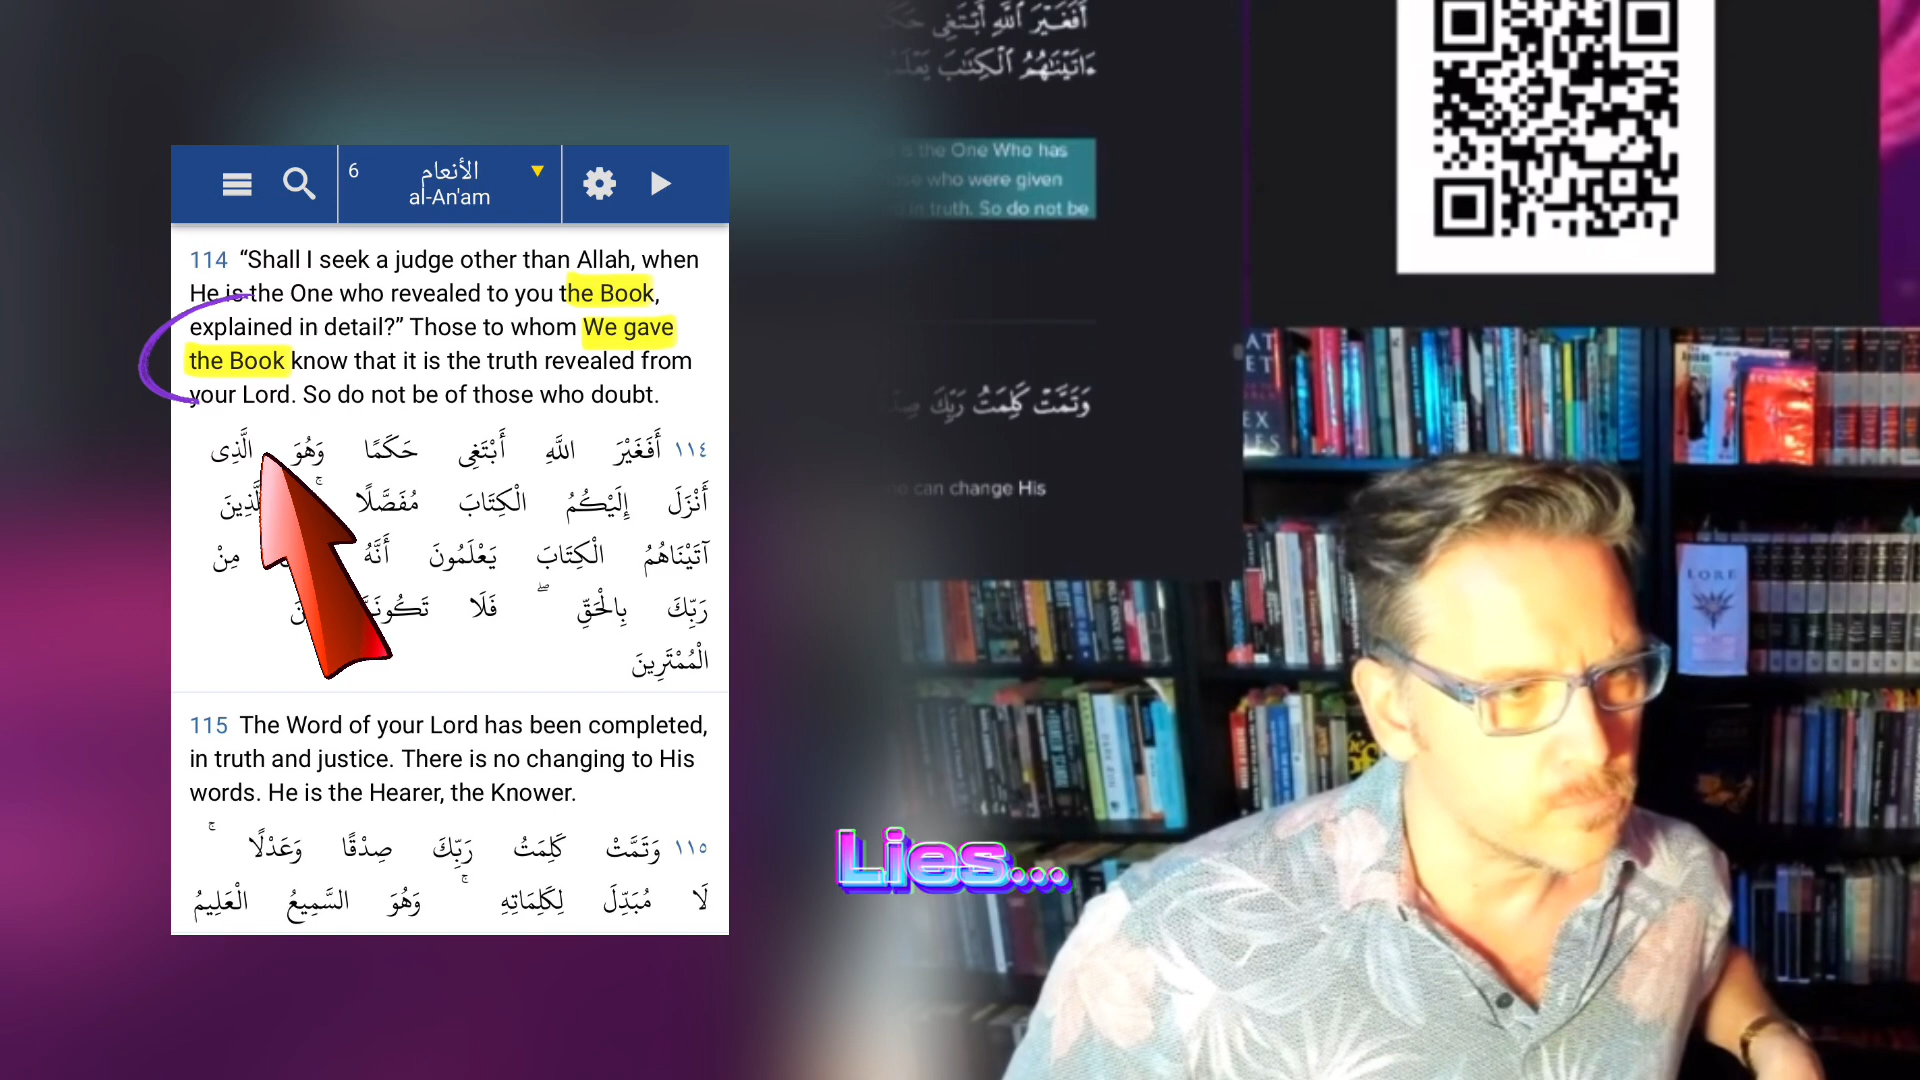 6
الأنعام
al-An'am
114 “Shall I seek a judge other than Allah, when
He is the One who revealed to you the Book,
explained in detail?” Those to whom We gave
the Book know that it is the truth revealed from
your Lord. So do not be of those who doubt.
١١٤ أَفَغَيْرَ اللَّهِ أَبْتَغِي حَكَمًا وَهُوَ الَّذِي
أَنْزَلَ إِلَيْكُمُ الْكِتَابَ مُفَصَّلًا ۚ
آتَيْنَاهُمُ الْكِتَابَ يَعْلَمُونَ أَنَّهُ مِنْ
رَبِّكَ بِالْحَقِّ ۖ فَلَا
الْمُمْتَرِينَ
115 The Word of your Lord has been completed,
in truth and justice. There is no changing to His
words. He is the Hearer, the Knower.
١١٥ وَتَمَّتْ كَلِمَتُ رَبِّكَ صِدْقًا وَعَدْلًا ۚ
لَا مُبَدِّلَ لِكَلِمَاتِهِ ۚ وَهُوَ السَّمِيعُ الْعَلِيمُ
أَفَغَيْرَ ٱللَّهِ أَبْتَغِى
ءَاتَيْنَـٰهُمُ ٱلْكِتَـٰبَ
is the One Who has
who were given
in truth. So do not be
وَتَمَّتْ كَلِمَتُ رَبِّكَ
can change His
Lies...
LORE